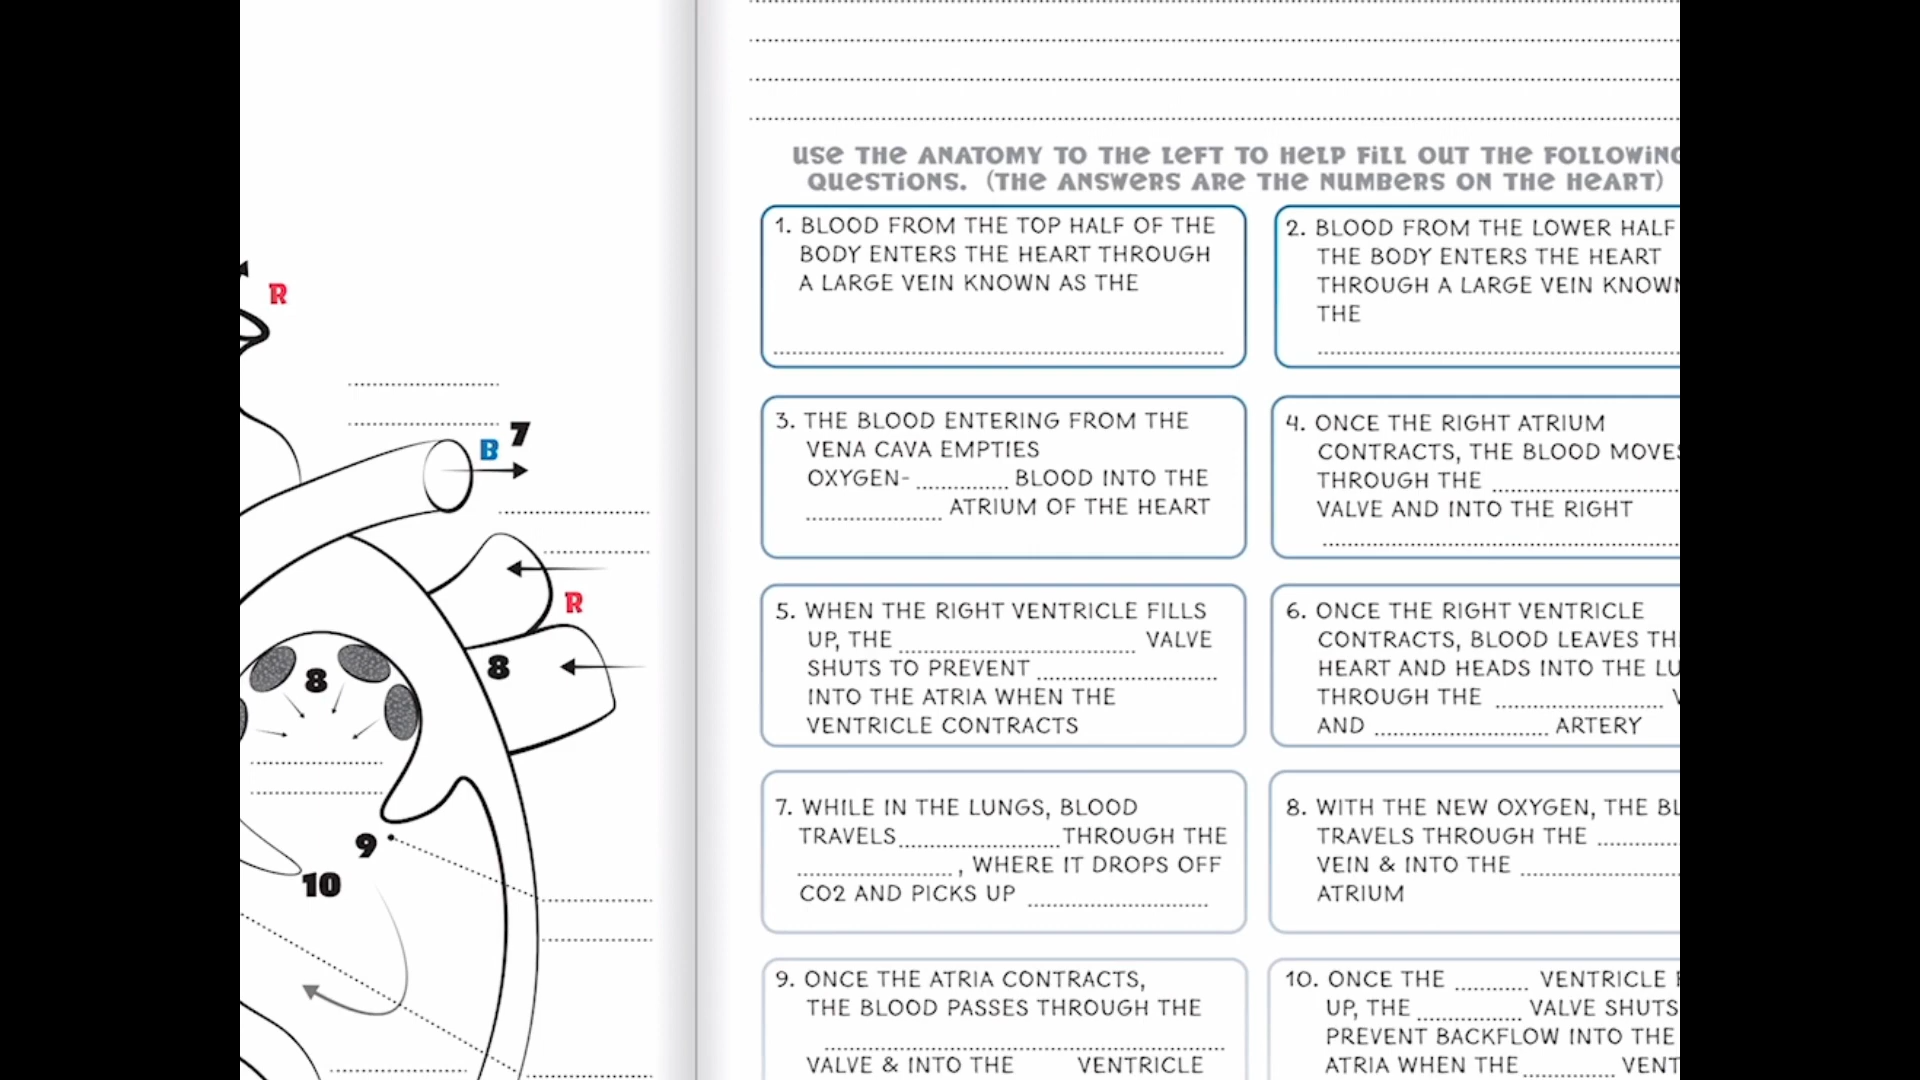 R
B 7
R
8
8
9
10
USE THE ANATOMY TO THE LEFT TO HELP FILL OUT THE FOLLOWING
QUESTIONS. (THE ANSWERS ARE THE NUMBERS ON THE HEART)
1. BLOOD FROM THE TOP HALF OF THE
BODY ENTERS THE HEART THROUGH
A LARGE VEIN KNOWN AS THE
2. BLOOD FROM THE LOWER HALF
THE BODY ENTERS THE HEART
THROUGH A LARGE VEIN KNOWN
THE
3. THE BLOOD ENTERING FROM THE
VENA CAVA EMPTIES
OXYGEN- BLOOD INTO THE
ATRIUM OF THE HEART
4. ONCE THE RIGHT ATRIUM
CONTRACTS, THE BLOOD MOVES
THROUGH THE
VALVE AND INTO THE RIGHT
5. WHEN THE RIGHT VENTRICLE FILLS
UP, THE VALVE
SHUTS TO PREVENT
INTO THE ATRIA WHEN THE
VENTRICLE CONTRACTS
6. ONCE THE RIGHT VENTRICLE
CONTRACTS, BLOOD LEAVES TH
HEART AND HEADS INTO THE LU
THROUGH THE
AND ARTERY
7. WHILE IN THE LUNGS, BLOOD
TRAVELS THROUGH THE
, WHERE IT DROPS OFF
CO2 AND PICKS UP
8. WITH THE NEW OXYGEN, THE BL
TRAVELS THROUGH THE
VEIN & INTO THE
ATRIUM
9. ONCE THE ATRIA CONTRACTS,
THE BLOOD PASSES THROUGH THE
VALVE & INTO THE VENTRICLE
10. ONCE THE VENTRICLE
UP, THE VALVE SHUTS
PREVENT BACKFLOW INTO THE
ATRIA WHEN THE VENT